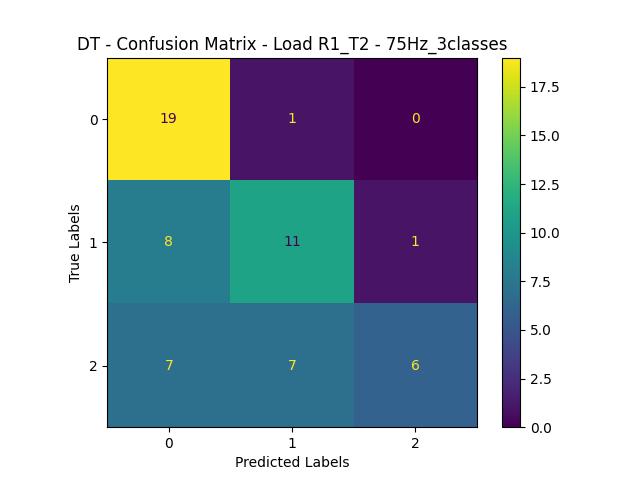 DT - Confusion Matrix - Load R1_T2 - 75Hz_3classes
True Labels
0
1
2
19 1 0
8 11 1
7 7 6
0 1 2
Predicted Labels
17.5
15.0
12.5
10.0
7.5
5.0
2.5
0.0